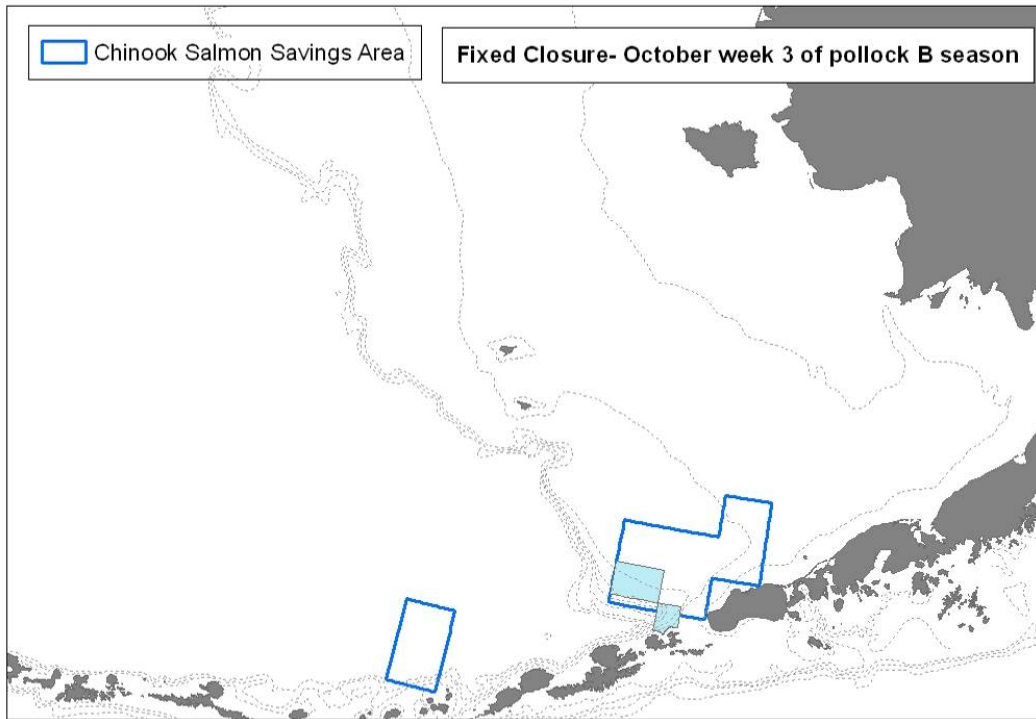 Chinook Salmon Savings Area
Fixed Closure- October week 3 of pollock B season